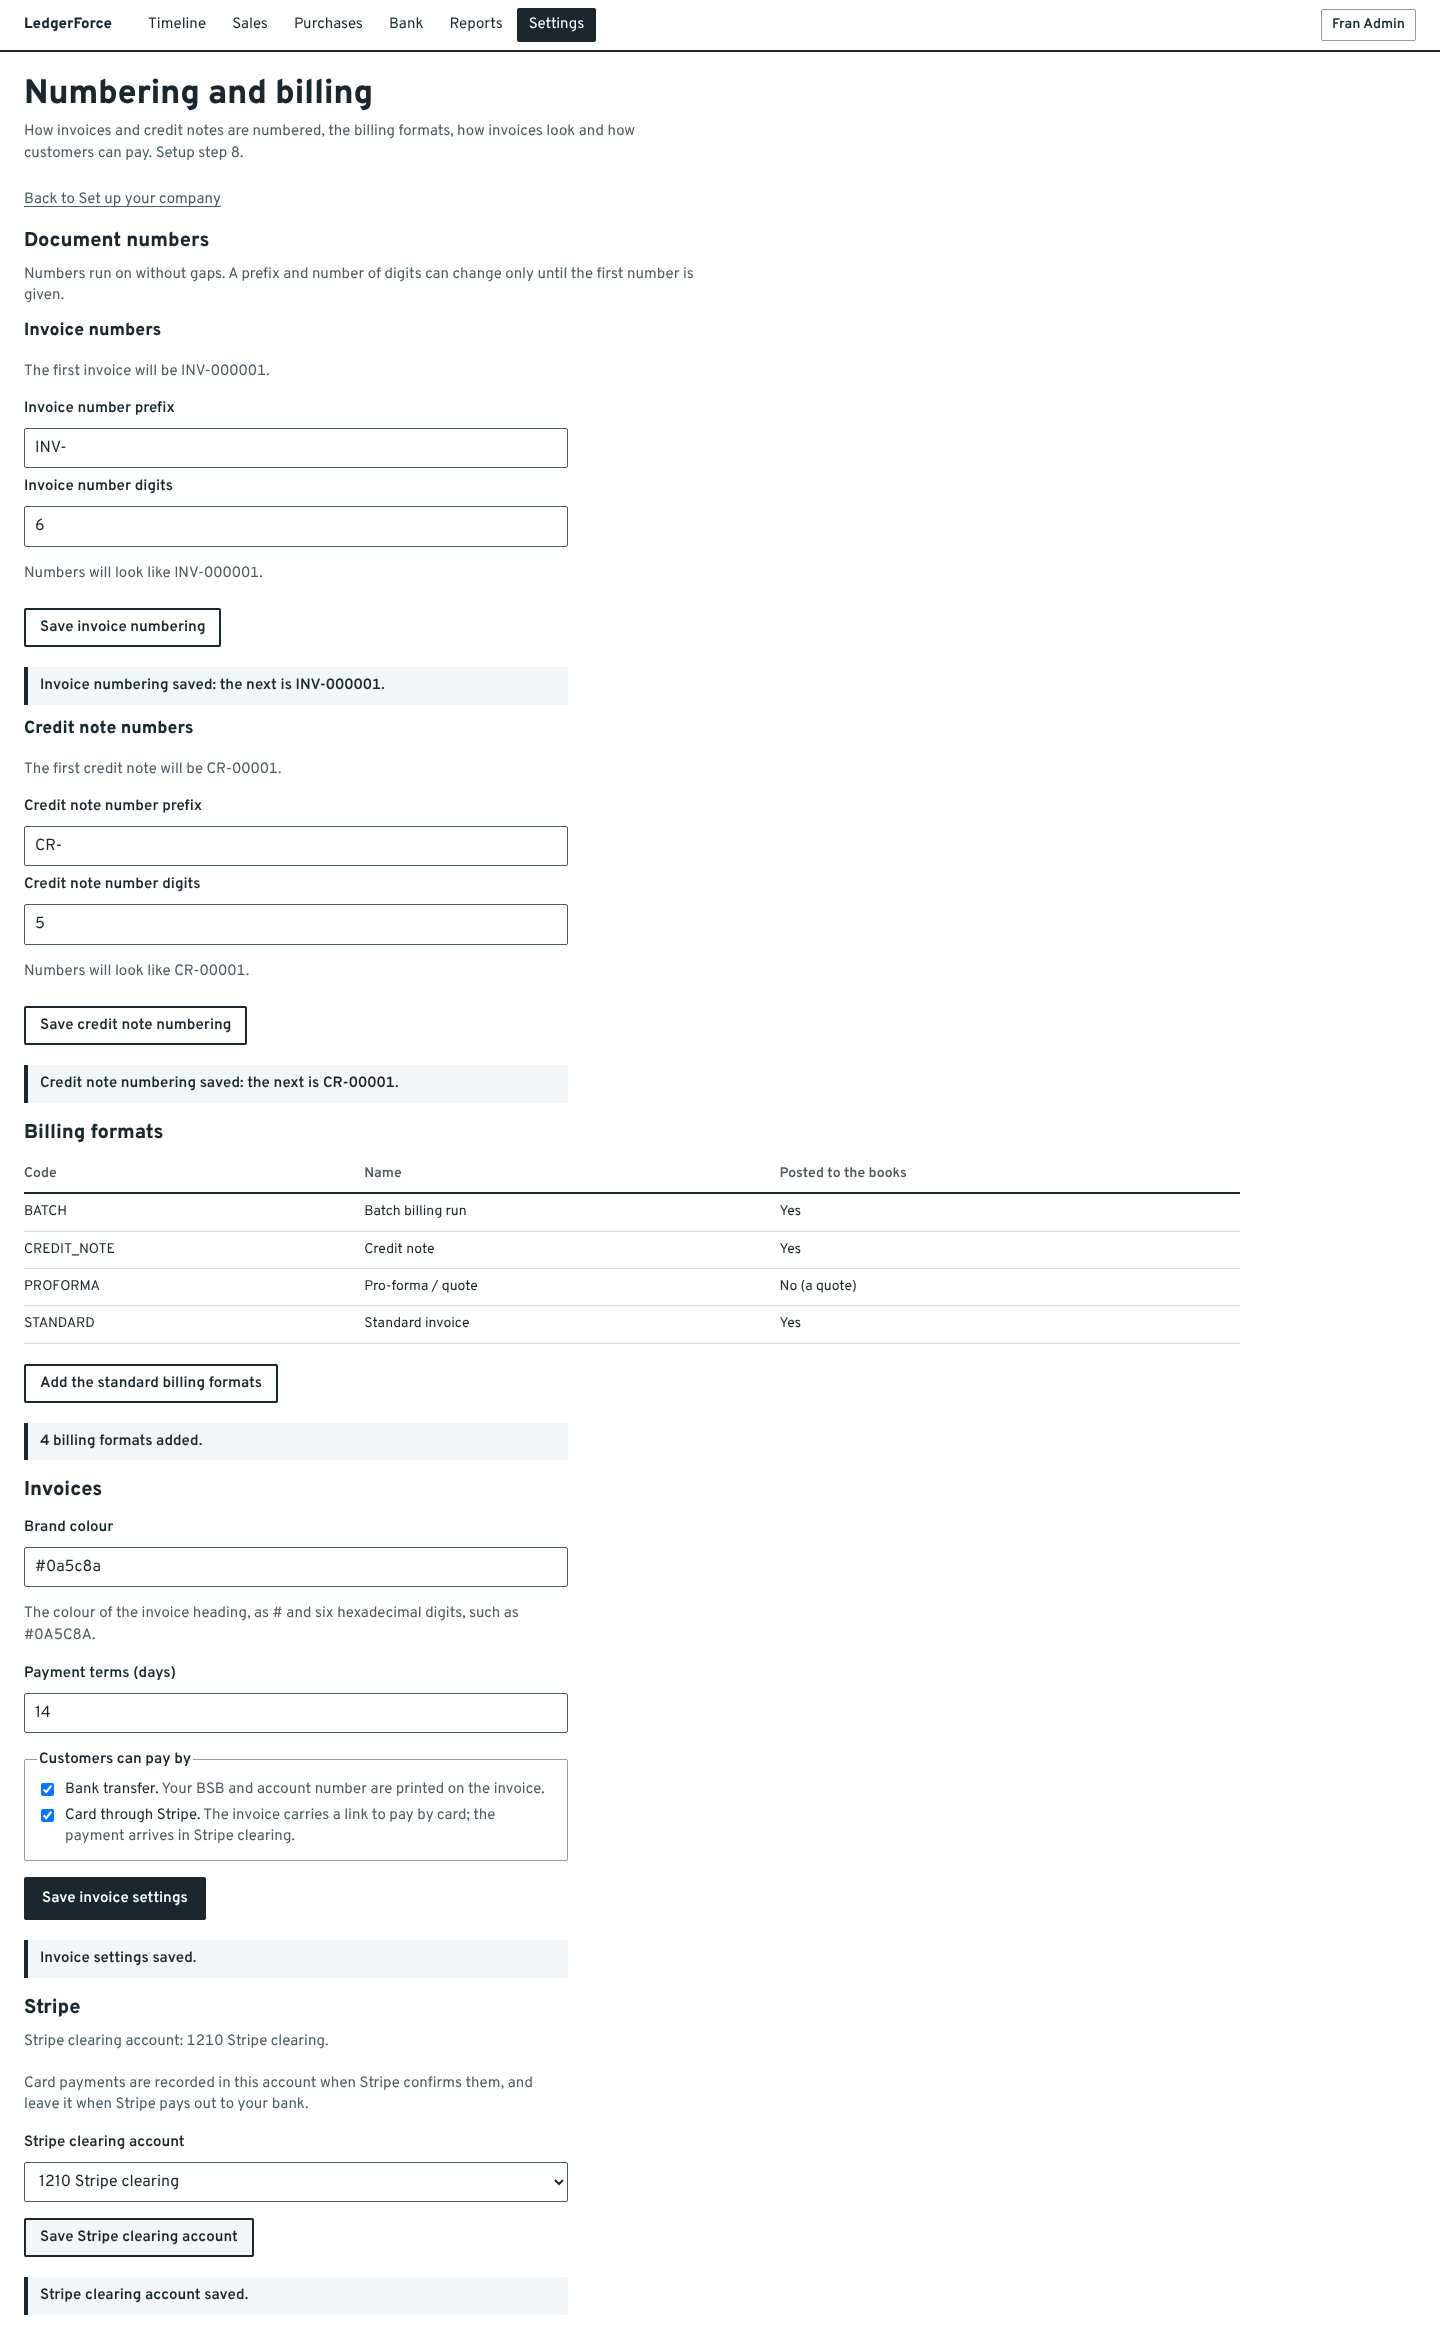 LedgerForce Timeline Sales Purchases Bank Reports Settings Fran Admin
Numbering and billing
How invoices and credit notes are numbered, the billing formats, how invoices look and how
customers can pay. Setup step 8.
Back to Set up your company
Document numbers
Numbers run on without gaps. A prefix and number of digits can change only until the first number is
given.
Invoice numbers
The first invoice will be INV-000001.
Invoice number prefix
INV-
Invoice number digits
6
Numbers will look like INV-000001.
Save invoice numbering
Invoice numbering saved: the next is INV-000001.
Credit note numbers
The first credit note will be CR-00001.
Credit note number prefix
CR-
Credit note number digits
5
Numbers will look like CR-00001.
Save credit note numbering
Credit note numbering saved: the next is CR-00001.
Billing formats
Code Name Posted to the books
BATCH Batch billing run Yes
CREDIT_NOTE Credit note Yes
PROFORMA Pro-forma / quote No (a quote)
STANDARD Standard invoice Yes
Add the standard billing formats
4 billing formats added.
Invoices
Brand colour
#0a5c8a
The colour of the invoice heading, as # and six hexadecimal digits, such as
#0A5C8A.
Payment terms (days)
14
Customers can pay by
Bank transfer. Your BSB and account number are printed on the invoice.
Card through Stripe. The invoice carries a link to pay by card; the
payment arrives in Stripe clearing.
Save invoice settings
Invoice settings saved.
Stripe
Stripe clearing account: 1210 Stripe clearing.
Card payments are recorded in this account when Stripe confirms them, and
leave it when Stripe pays out to your bank.
Stripe clearing account
1210 Stripe clearing
Save Stripe clearing account
Stripe clearing account saved.